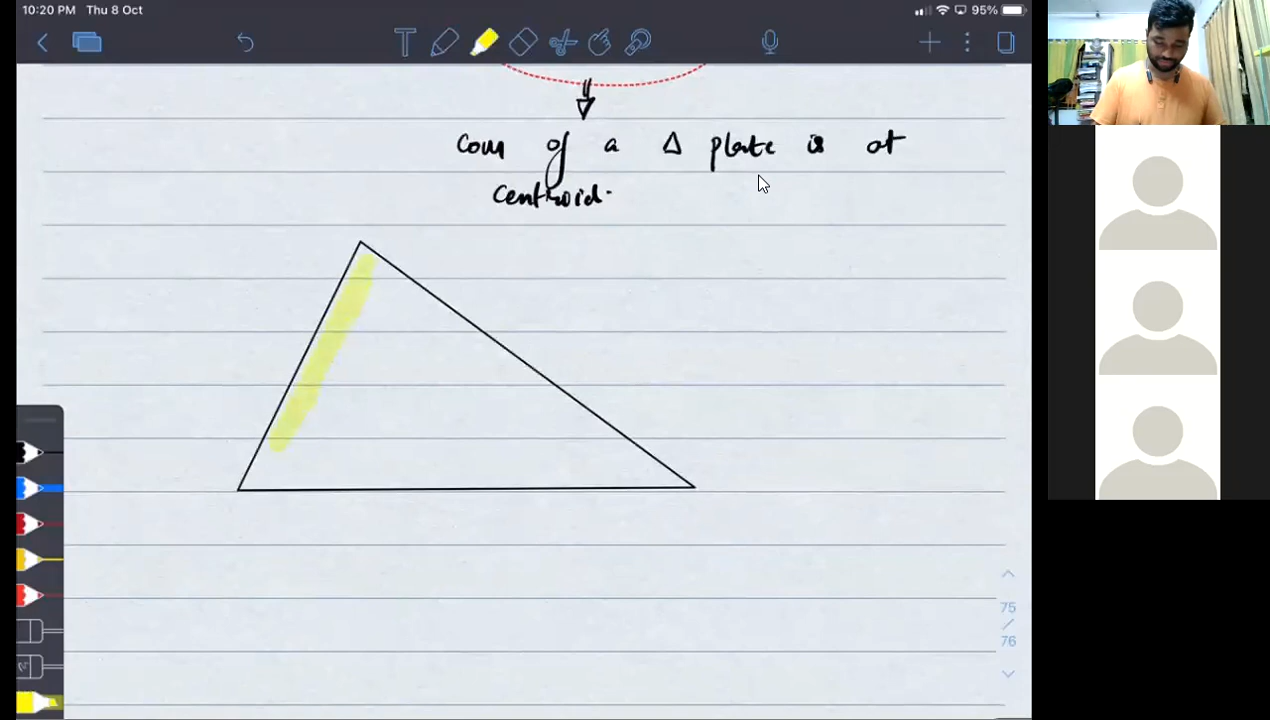 10:20 PM Thu 8 Oct 95%
T
Com of a Δ plate is at
centroid.
75
/
76